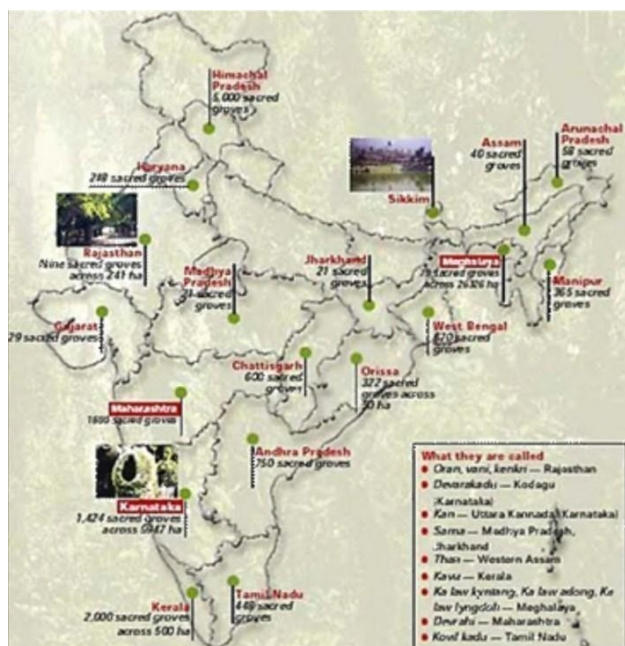 Himachal
Pradesh
5,000 sacred
groves
Arunachal
Pradesh
58 sacred
groves
Assam
40 sacred
groves
Haryana
248 sacred groves
Sikkim
Rajasthan
Nine sacred groves
across 241 ha
Madhya
Pradesh
21 sacred
groves
Jharkhand
21 sacred
groves
Meghalaya
79 sacred groves
across 26326 ha
Manipur
365 sacred
groves
Gujarat
29 sacred groves
West Bengal
670 sacred
groves
Chattisgarh
600 sacred
groves
Orissa
322 sacred
groves across
50 ha
Maharashtra
1600 sacred groves
Andhra Pradesh
750 sacred groves
Karnataka
1,424 sacred groves
across
Kerala
2,000 sacred groves
across 500 ha
Tamil Nadu
448 sacred
groves
What they are called
Oran, vani, kenkri — Rajasthan
Devarakadu — Kodagu
(Karnataka)
Kan — Uttara Kannada (Karnataka)
Sarna — Madhya Pradesh,
Jharkhand
Than — Western Assam
Kavu — Kerala
Ka law kyntang, Ka law adong, Ka
law lyngdoh — Meghalaya
Devrahi — Maharashtra
Kovil kadu — Tamil Nadu